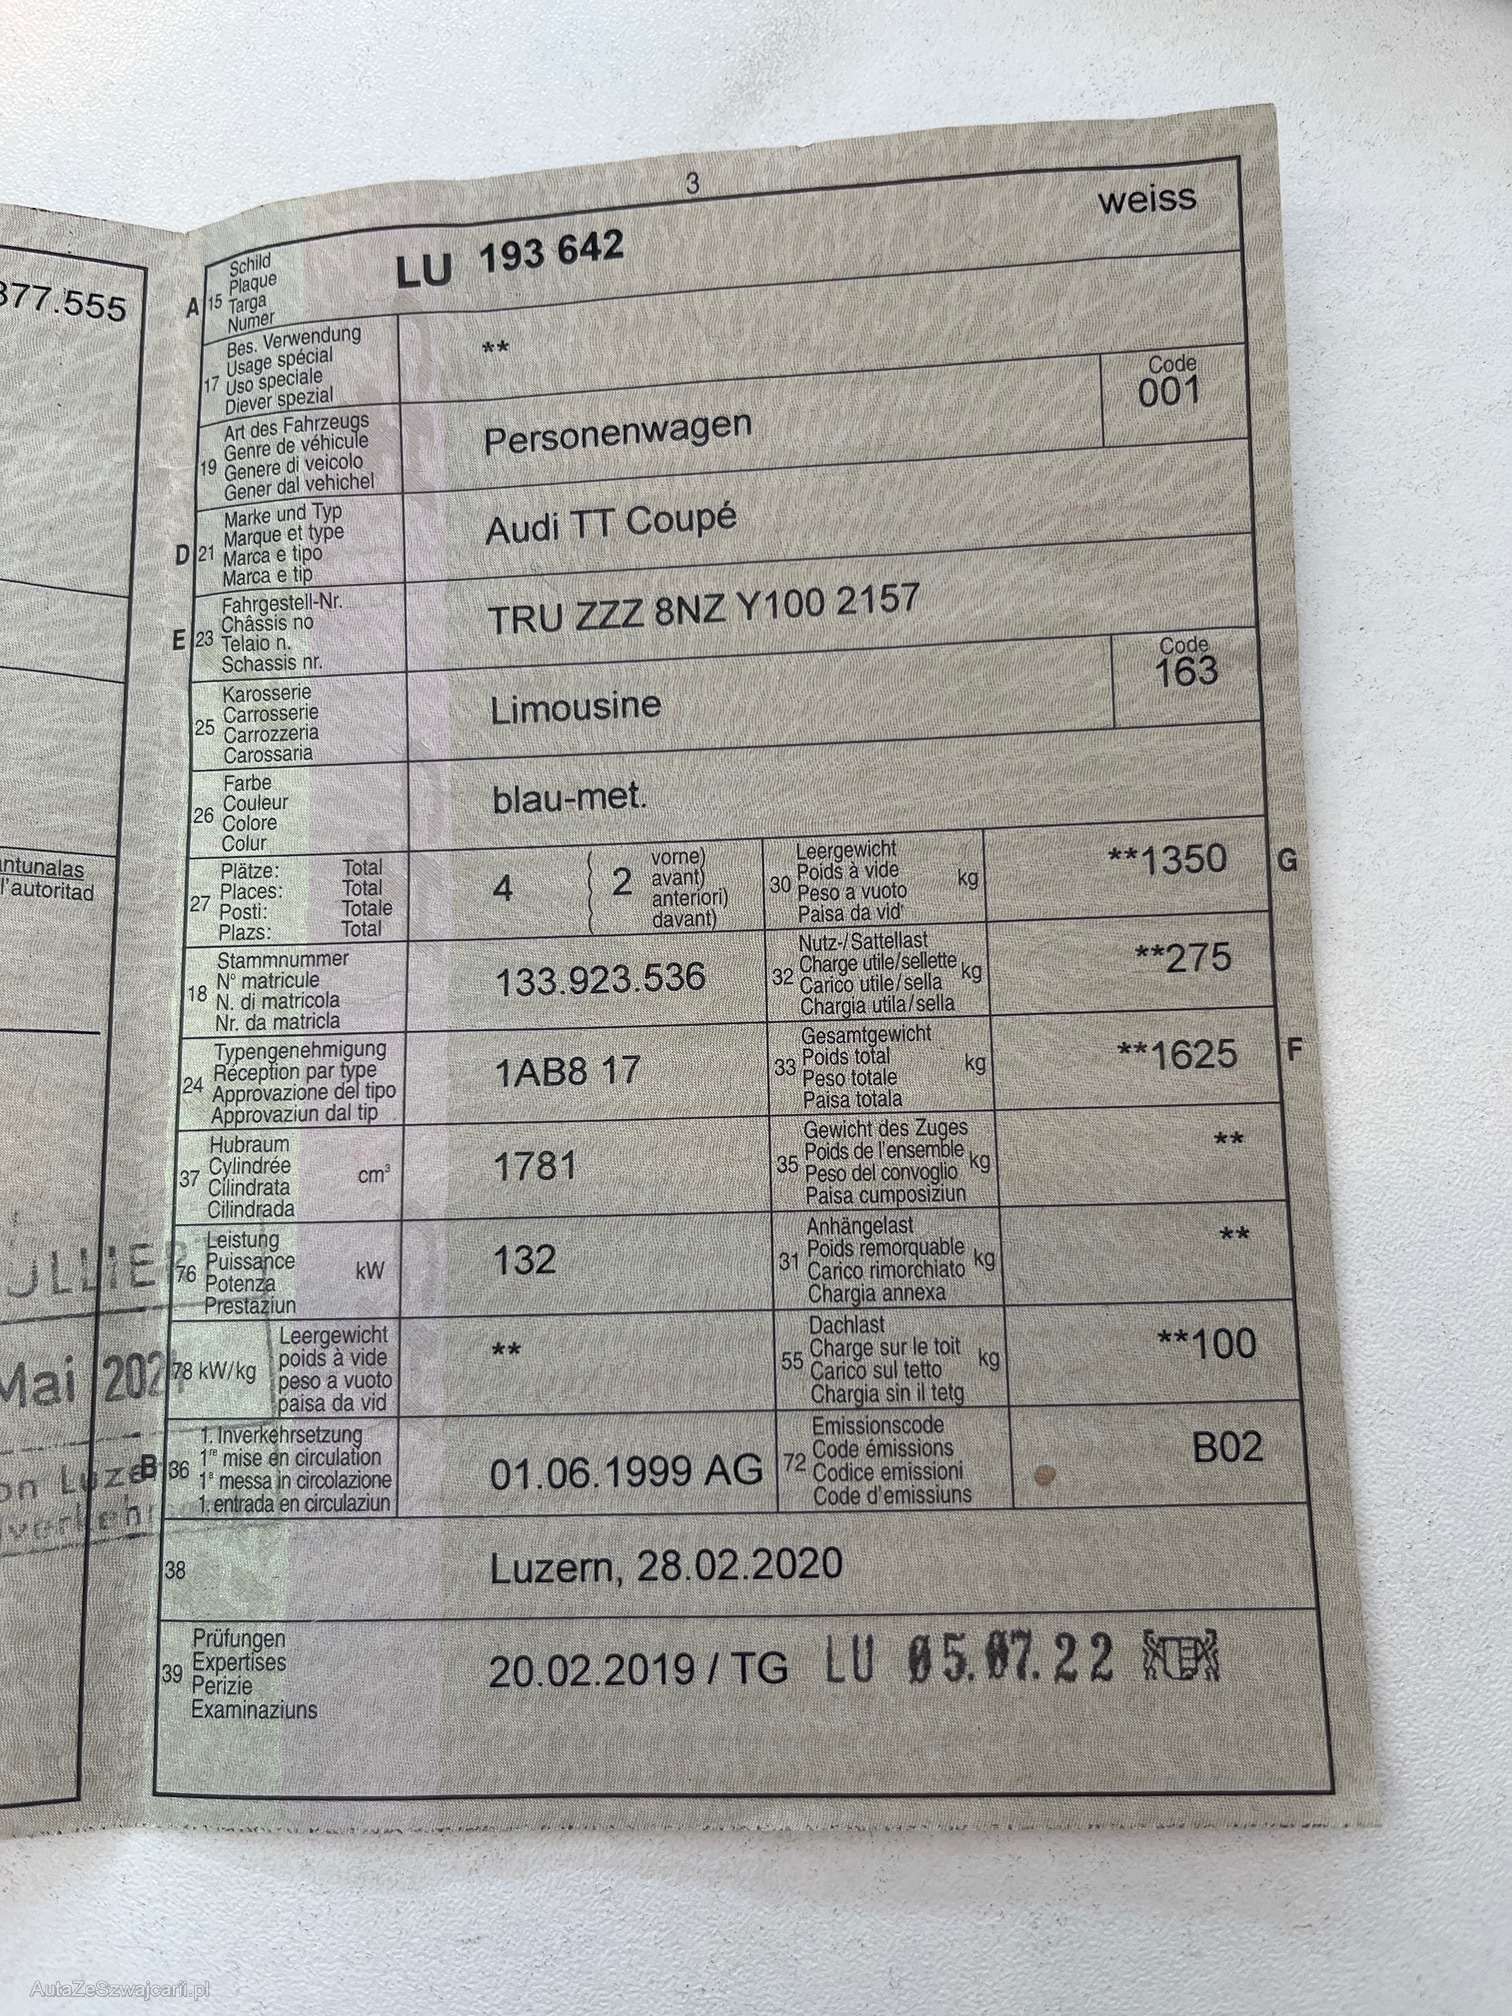 3
A 15 Schild Plaque Targa Numer LU 193 642 weiss
17 Bes. Verwendung Usage spécial Uso speciale Diever spezial **
19 Art des Fahrzeugs Genre de véhicule Genere di veicolo Gener dal vehichel Personenwagen Code 001
D 21 Marke und Typ Marque et type Marca e tipo Marca e tip Audi TT Coupé
E 23 Fahrgestell-Nr. Châssis no Telaio n. Schassis nr. TRU ZZZ 8NZ Y100 2157
25 Karosserie Carrosserie Carrozzeria Carossaria Limousine Code 163
26 Farbe Couleur Colore Colur blau-met.
27 Plätze: Total Places: Total Posti: Totale Plazs: Total 4 ( 2 vorne) avant) anteriori) davant)
30 Leergewicht Poids à vide Peso a vuoto Paisa da vid kg **1350 G
18 Stammnummer N° matricule N. di matricola Nr. da matricla 133.923.536
32 Nutz-/Sattellast Charge utile/sellette Carico utile/sella Chargia utila/sella kg **275
24 Typengenehmigung Réception par type Approvazione del tipo Approvaziun dal tip 1AB8 17
33 Gesamtgewicht Poids total Peso totale Paisa totala kg **1625 F
37 Hubraum Cylindrée Cilindrata Cilindrada cm³ 1781
35 Gewicht des Zuges Poids de l'ensemble Peso del convoglio Paisa cumposiziun kg **
76 Leistung Puissance Potenza Prestaziun kW 132
31 Anhängelast Poids remorquable Carico rimorchiato Chargia annexa kg **
78 kW/kg Leergewicht poids à vide peso a vuoto paisa da vid **
55 Dachlast Charge sur le toit Carico sul tetto Chargia sin il tetg kg **100
B 36 1. Inverkehrsetzung 1re mise en circulation 1a messa in circolazione 1. entrada en circulaziun 01.06.1999 AG
72 Emissionscode Code émissions Codice emissioni Code d'emissiuns B02
38 Luzern, 28.02.2020
39 Prüfungen Expertises Perizie Examinaziuns 20.02.2019 / TG LU 05.07.22
377.555
l'autoritad
Mai
AutaZeSzwajcarii.pl